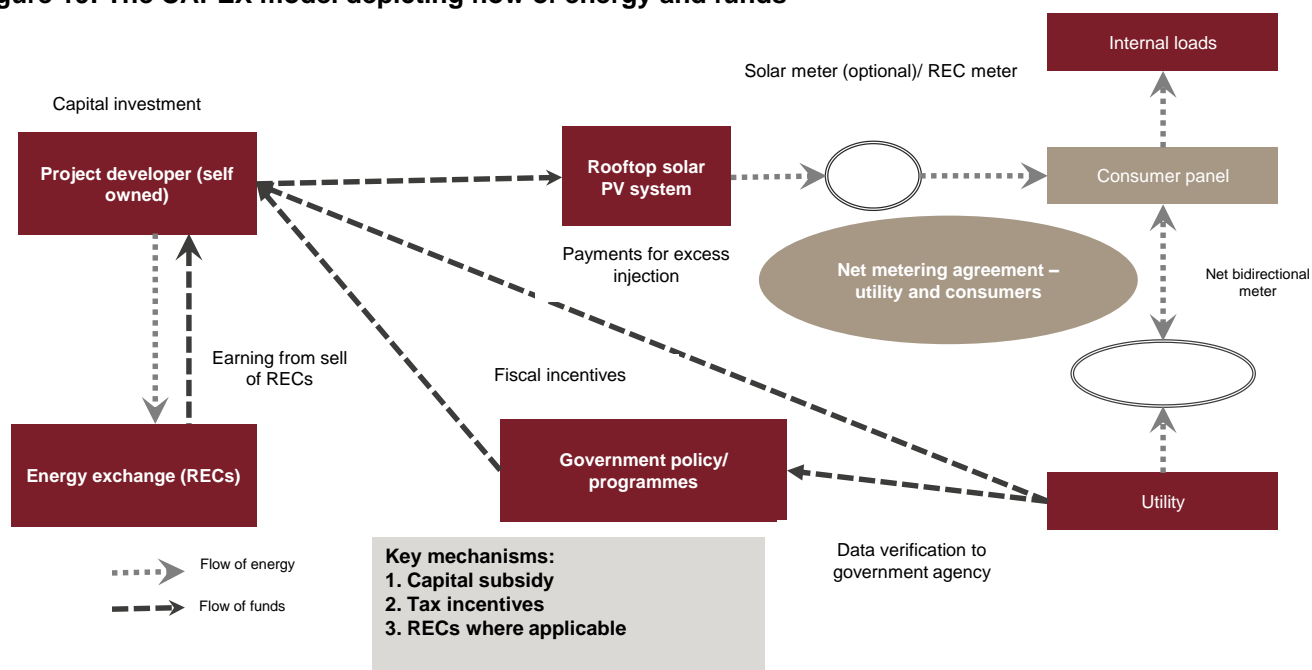 Figure 19: The CAPEX model depicting flow of energy and funds
Internal loads
Solar meter (optional)/ REC meter
Capital investment
Project developer (self
owned)
Rooftop solar
PV system
Consumer panel
Payments for excess
injection
Net metering agreement –
utility and consumers
Net bidirectional
meter
Earning from sell
of RECs
Fiscal incentives
Energy exchange (RECs)
Government policy/
programmes
Utility
Data verification to
government agency
Flow of energy
Flow of funds
Key mechanisms:
1. Capital subsidy
2. Tax incentives
3. RECs where applicable